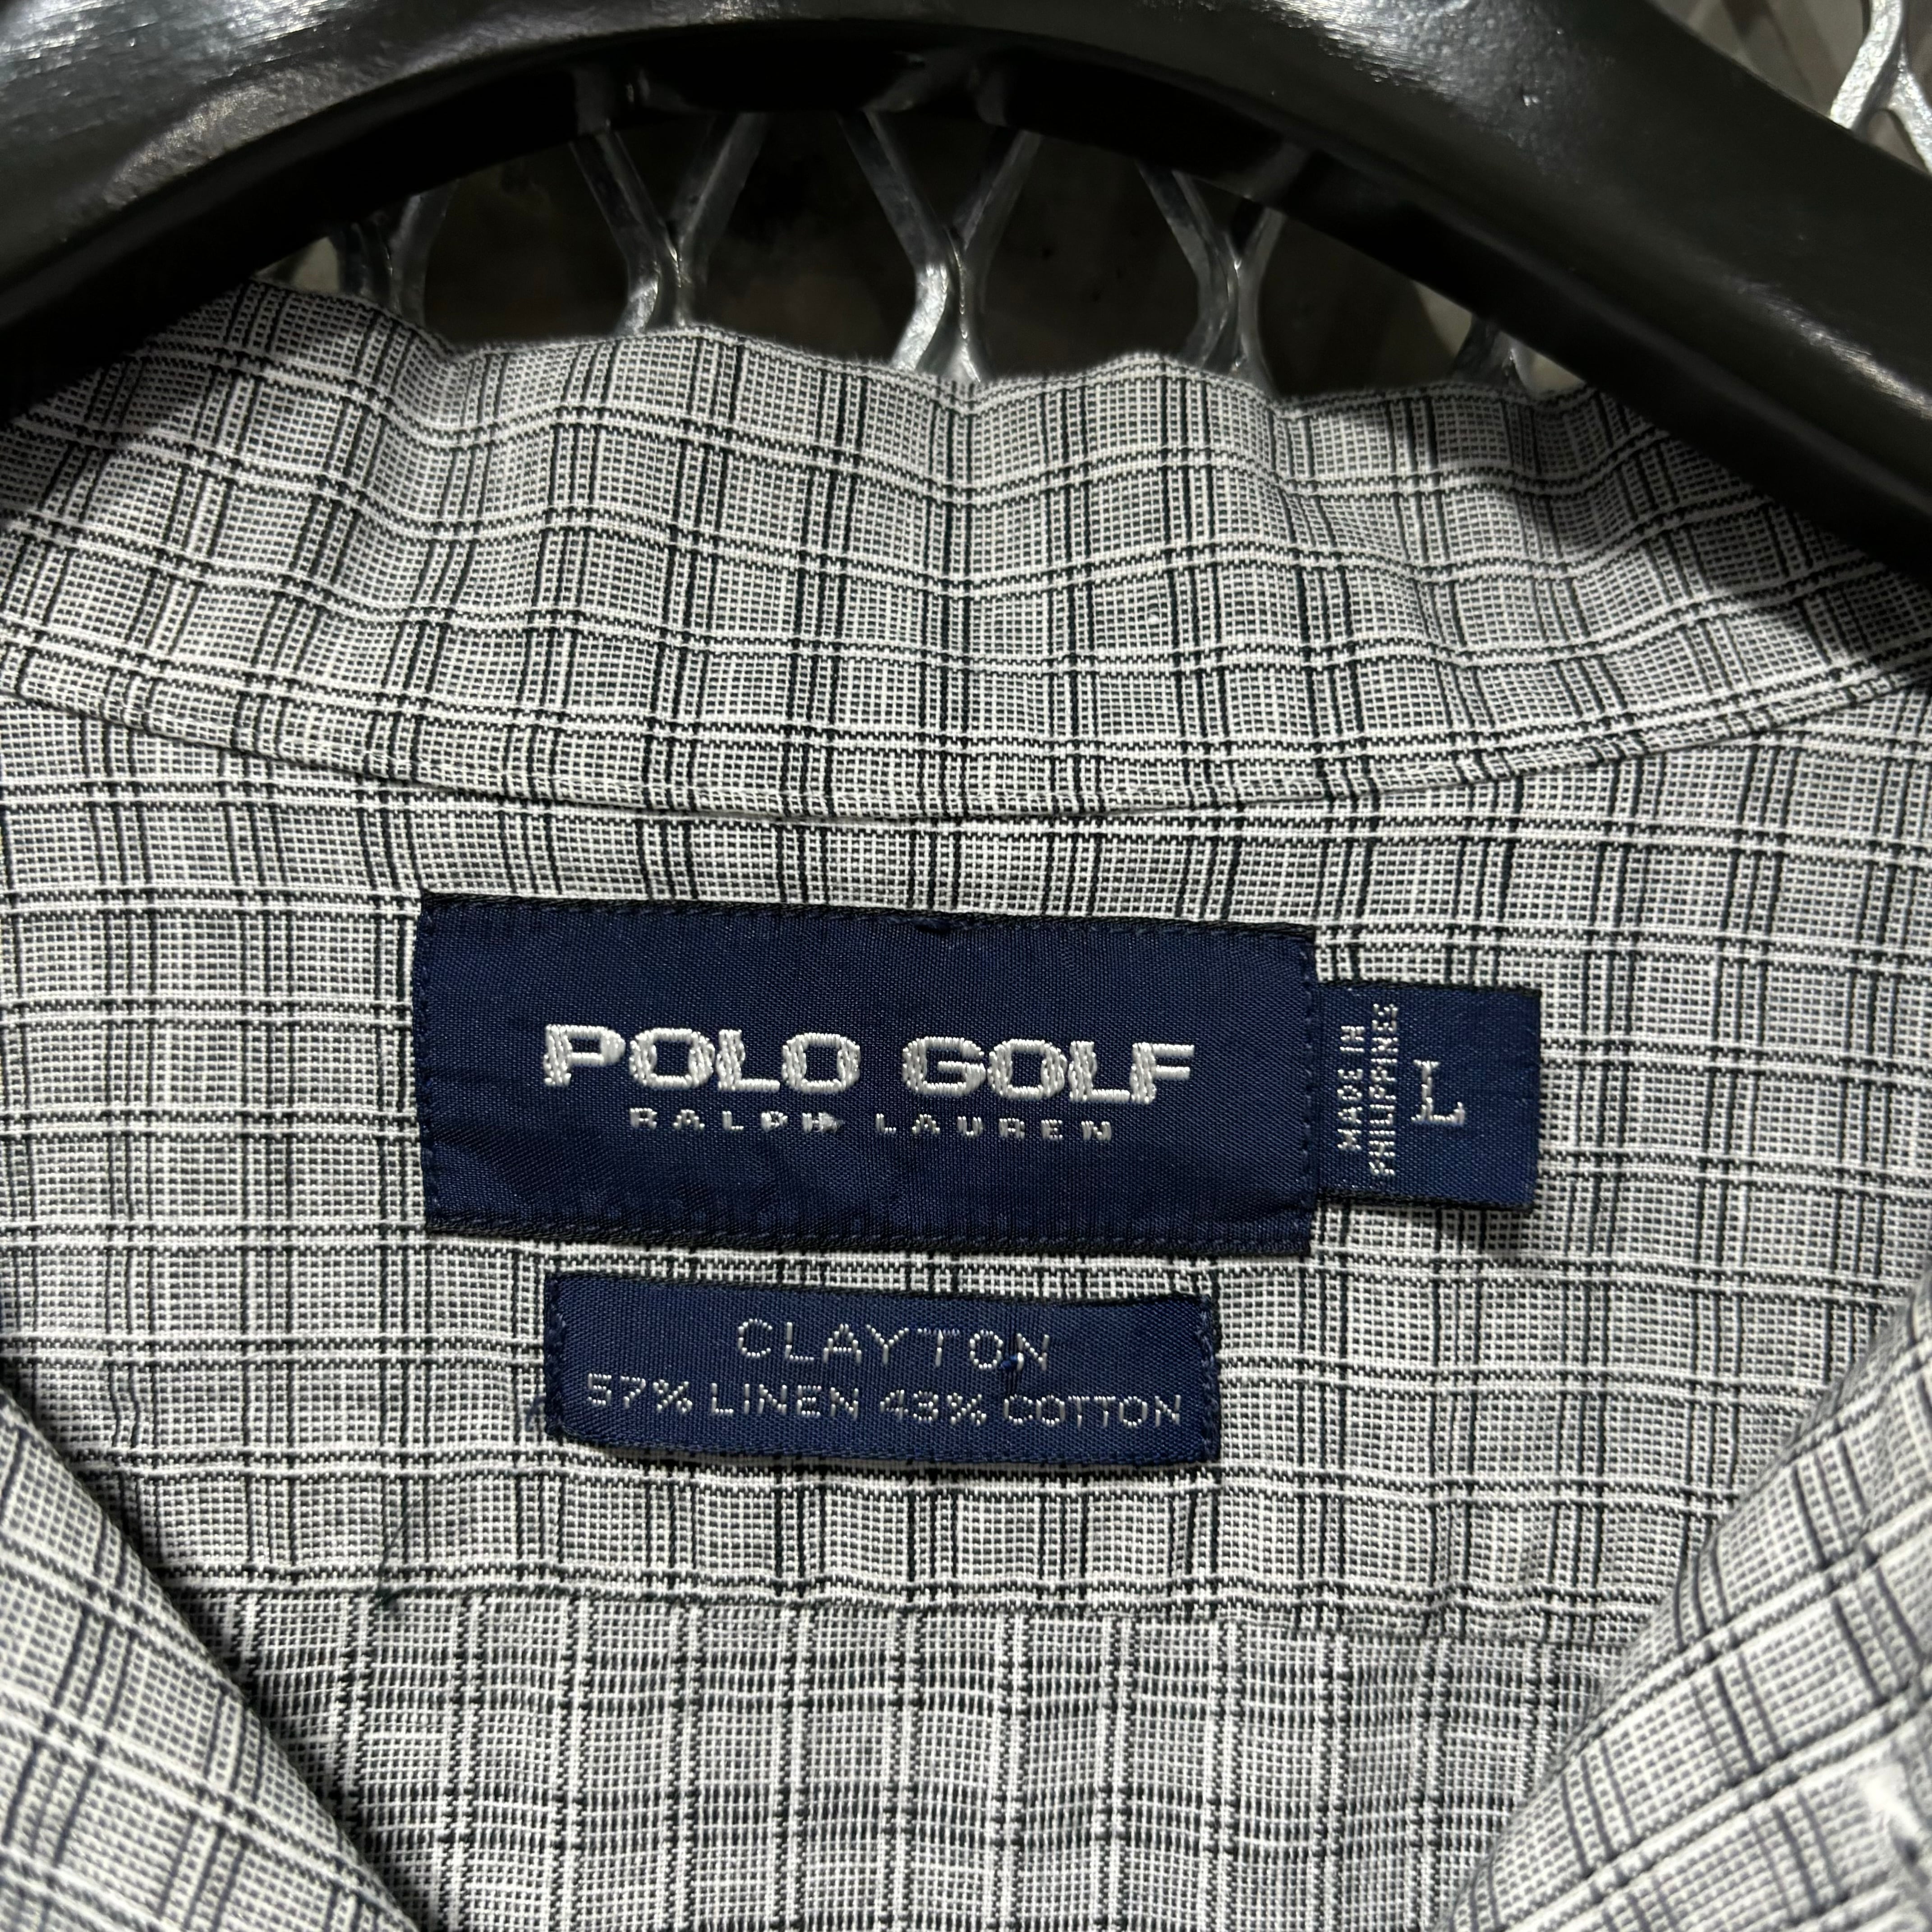 POLO GOLF
RALPH LAUREN
MADE IN
PHILIPPINES
L
CLAYTON
57% LINEN 43% COTTON